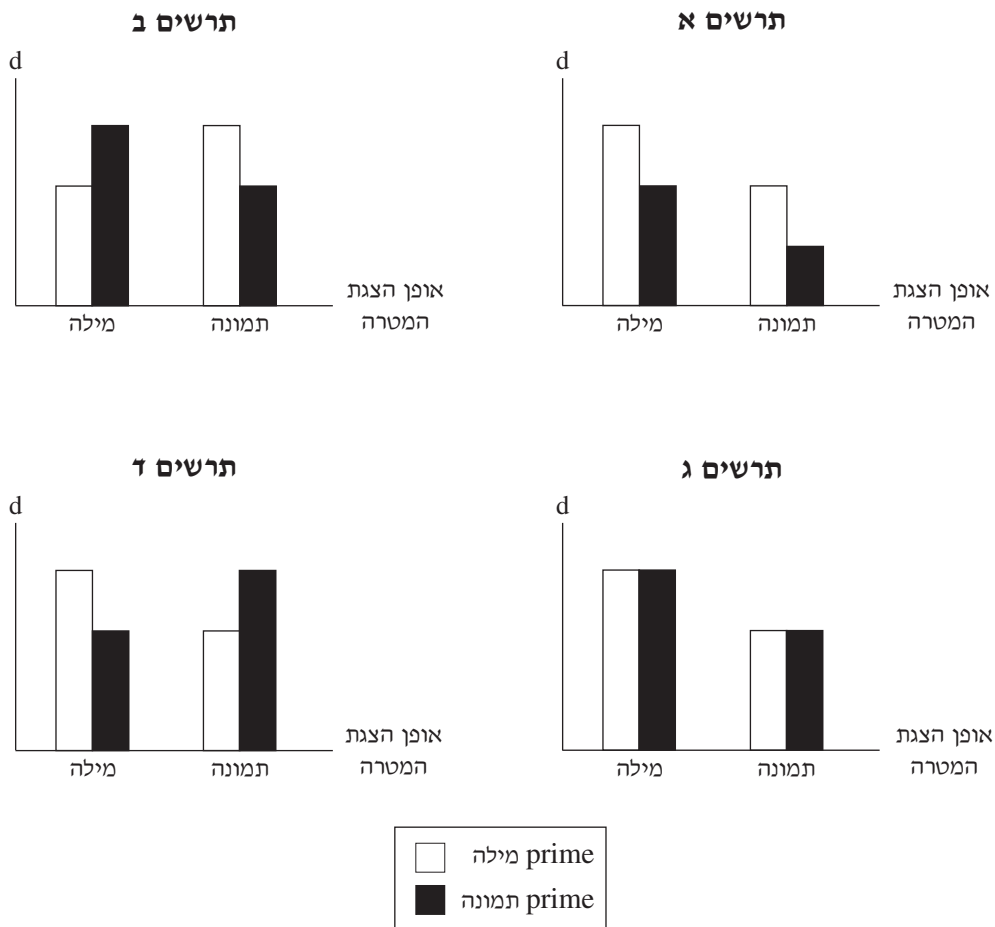 תרשים א
d
אופן הצגת
המטרה
מילה
תמונה
תרשים ב
d
אופן הצגת
המטרה
מילה
תמונה
תרשים ג
d
אופן הצגת
המטרה
מילה
תמונה
תרשים ד
d
אופן הצגת
המטרה
מילה
תמונה
prime מילה
prime תמונה